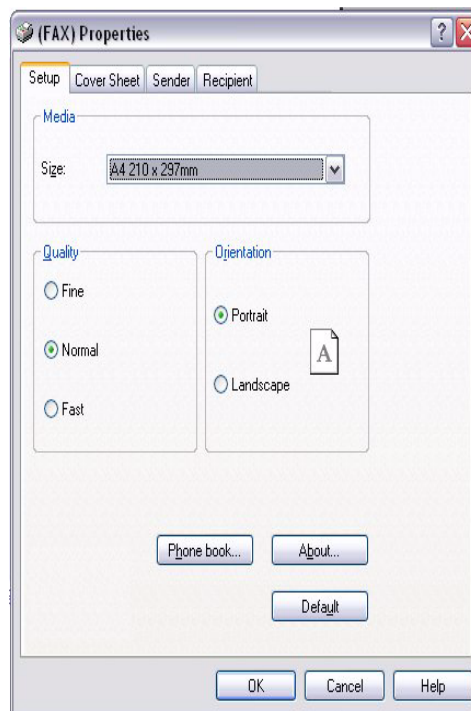 (FAX) Properties
Setup Cover Sheet Sender Recipient
Media
Size: A4 210 x 297mm
Quality
Fine
Normal
Fast
Orientation
Portrait
A
Landscape
Phone book... About...
Default
OK Cancel Help